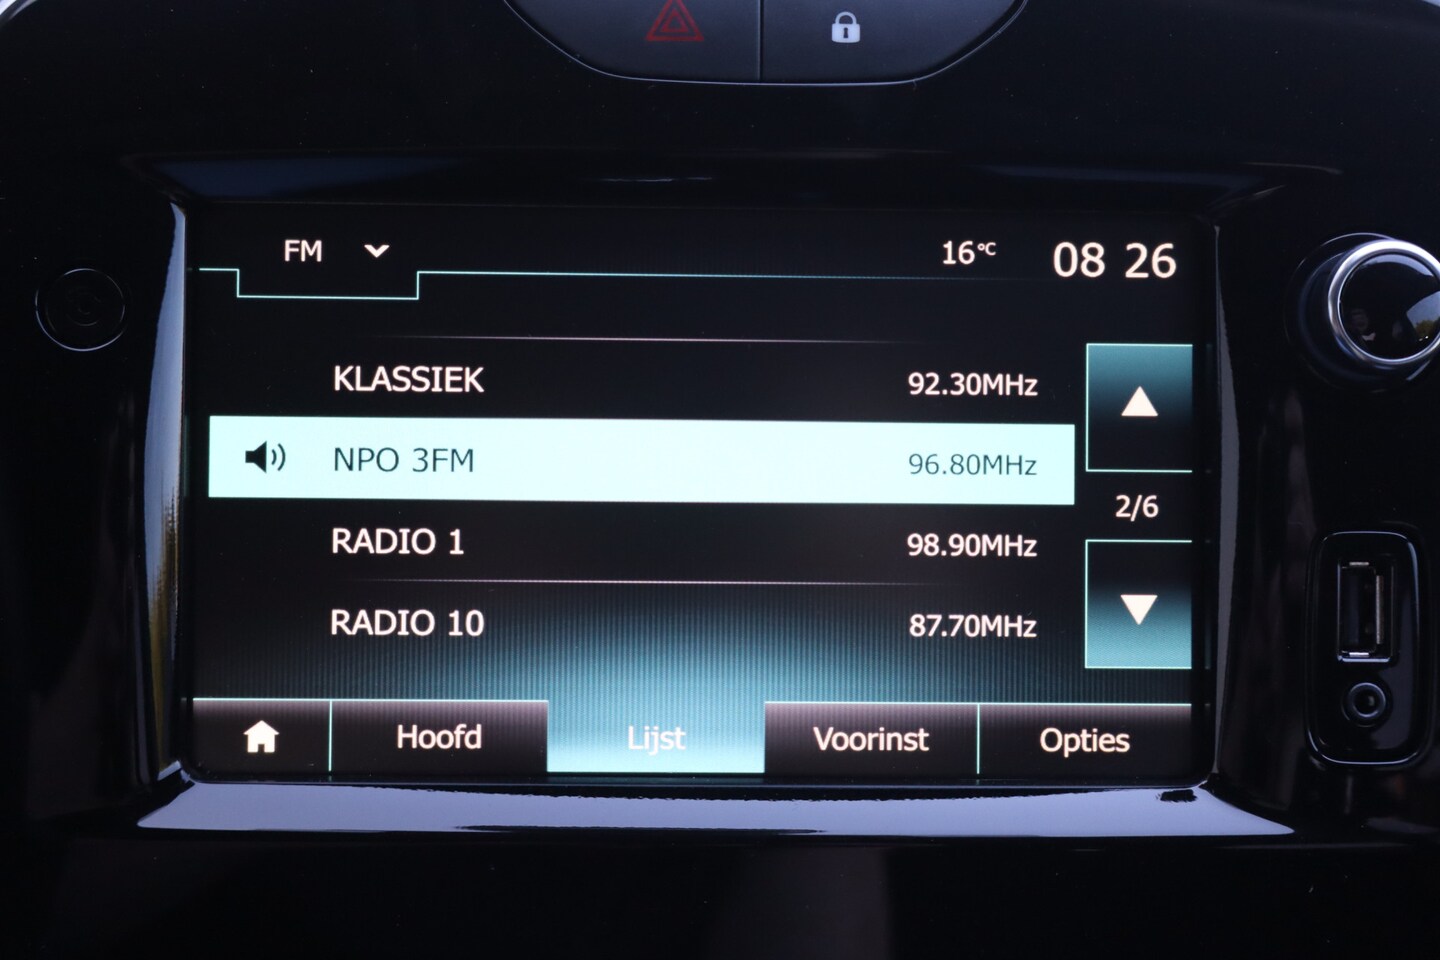 FM 16°C 08 26
KLASSIEK 92.30MHz
NPO 3FM 96.80MHz
2/6
RADIO 1 98.90MHz
RADIO 10 87.70MHz
Hoofd Lijst Voorinst Opties